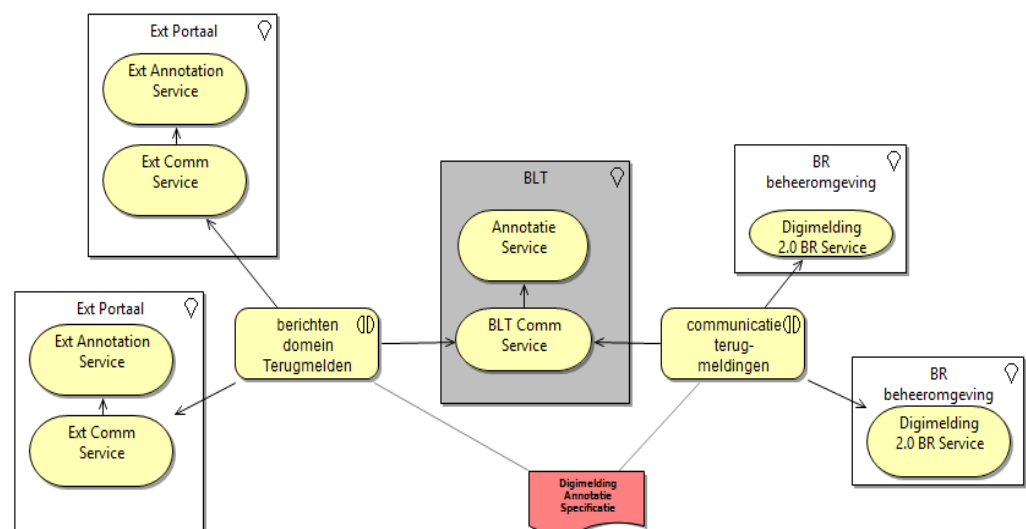 Ext Portaal
Ext Annotation
Service
Ext Comm
Service
Ext Portaal
Ext Annotation
Service
Ext Comm
Service
berichten
domein
Terugmelden
BLT
Annotatie
Service
BLT Comm
Service
communicatie
terug-
meldingen
BR
beheeromgeving
Digimelding
2.0 BR Service
BR
beheeromgeving
Digimelding
2.0 BR Service
Digimelding
Annotatie
Specificatie